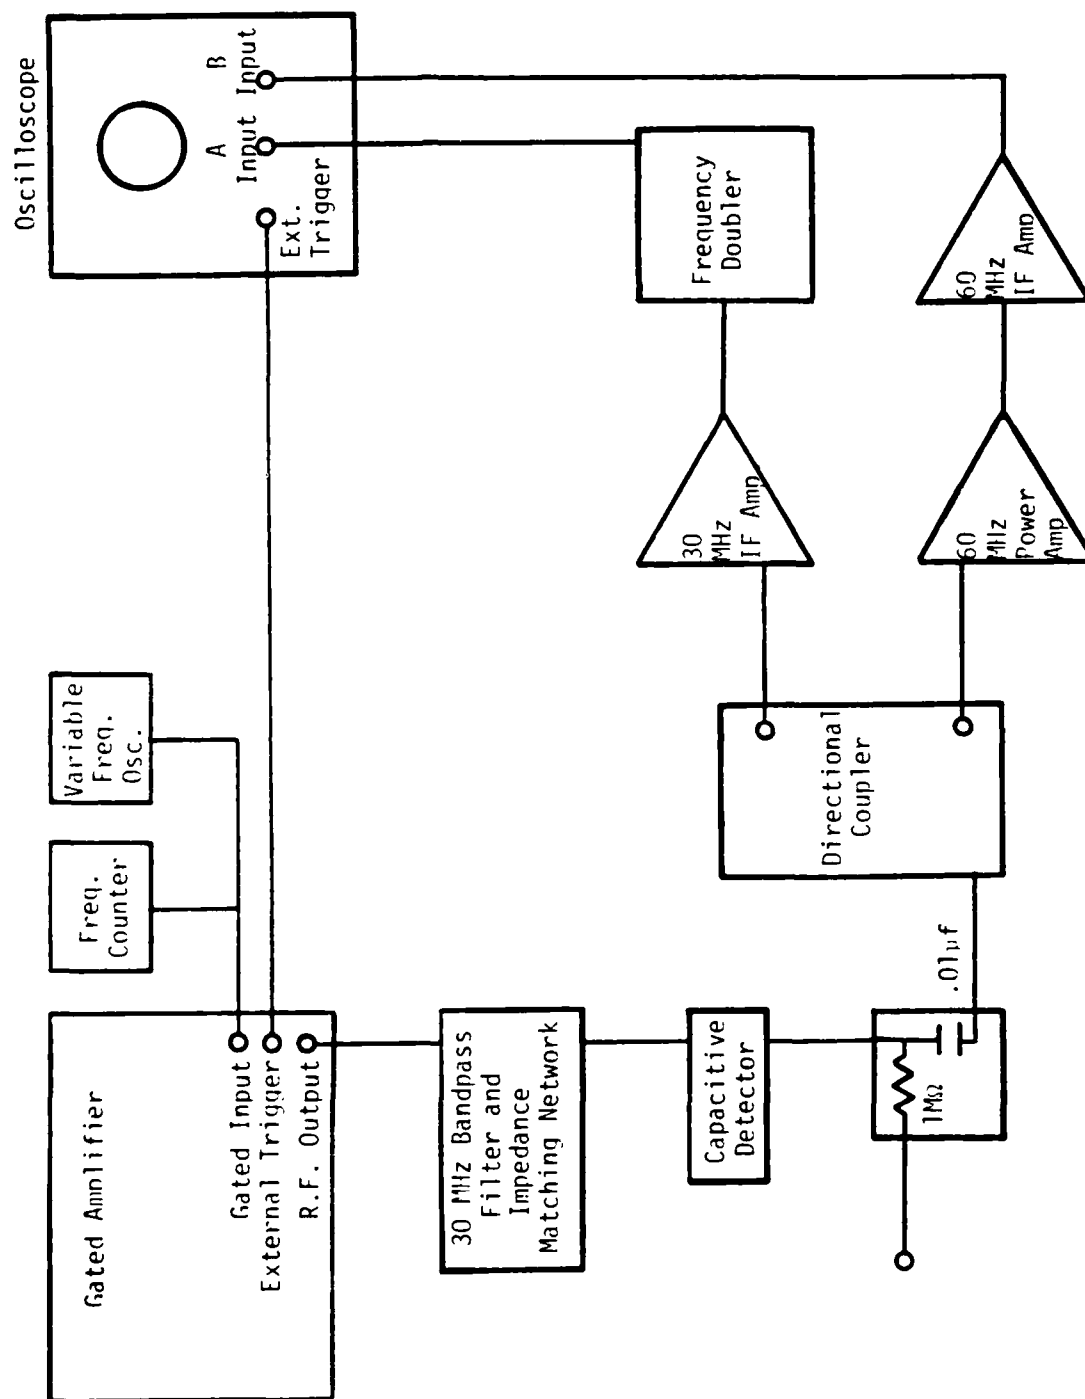 Gated Amplifier
Gated Input
External Trigger
R.F. Output
Freq.
Counter
Variable
Freq.
Osc.
Oscilloscope
Ext.
Trigger
A
Input
B
Input
30 MHz Bandpass
Filter and
Impedance
Matching Network
Capacitive
Detector
1MΩ
.01μf
Directional
Coupler
30
MHz
IF Amp
Frequency
Doubler
60
MHz
Power
Amp
60
MHz
IF Amp